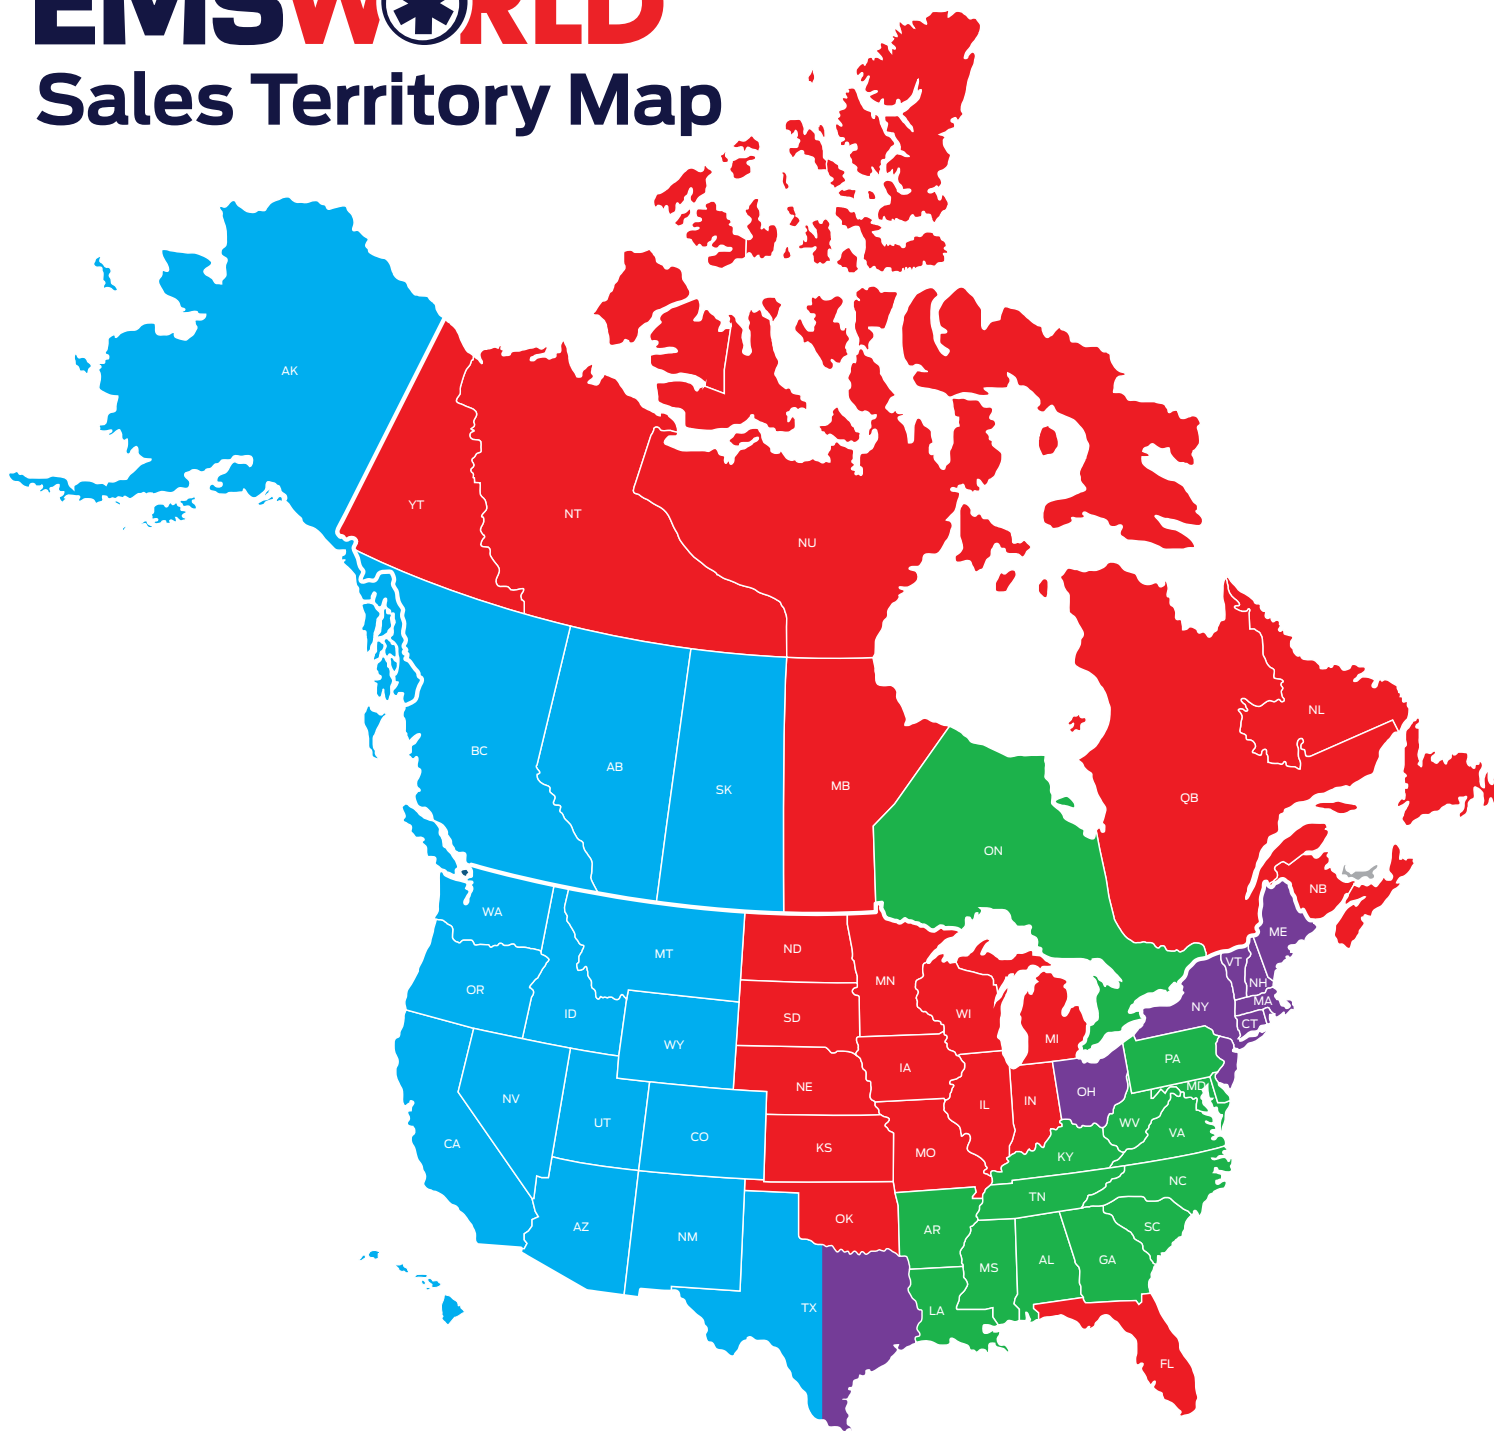 EMSWORLD
Sales Territory Map
AK
YT
NT
NU
BC
AB
SK
MB
ON
QB
NL
NB
WA
MT
ND
MN
ME
VT
NH
OR
ID
SD
WI
NY
MA
CT
WY
MI
IA
PA
NV
NE
IL
IN
OH
MD
CA
UT
CO
KS
MO
KY
WV
VA
AZ
NM
OK
AR
TN
NC
SC
TX
LA
MS
AL
GA
FL